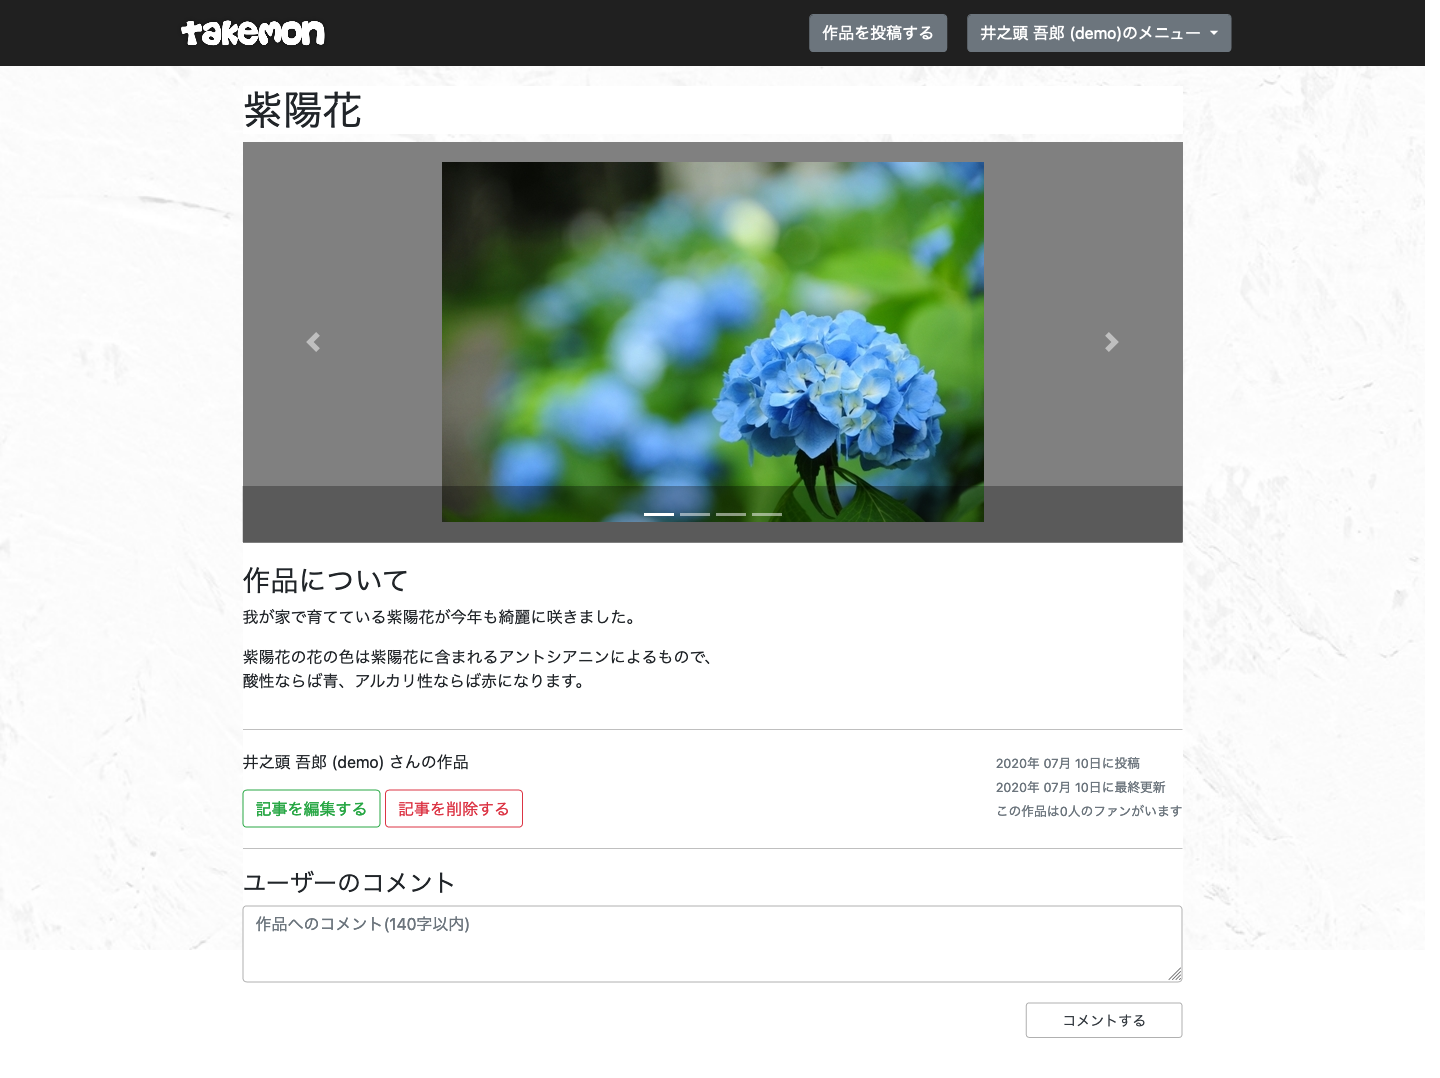 takemon
作品を投稿する
井之頭 吾郎 (demo)のメニュー
紫陽花
作品について
我が家で育てている紫陽花が今年も綺麗に咲きました。
紫陽花の花の色は紫陽花に含まれるアントシアニンによるもので、
酸性ならば青、アルカリ性ならば赤になります。
井之頭 吾郎 (demo) さんの作品
2020年 07月 10日に投稿
2020年 07月 10日に最終更新
この作品は0人のファンがいます
記事を編集する
記事を削除する
ユーザーのコメント
作品へのコメント(140字以内)
コメントする